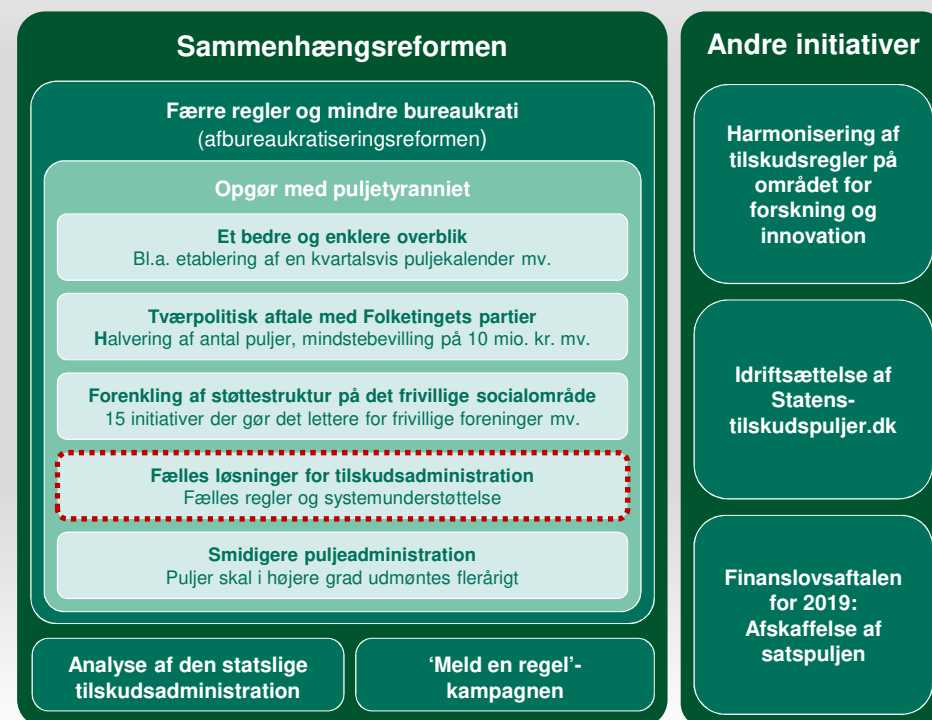 Sammenhængsreformen
Færre regler og mindre bureaukrati
(afbureaukratiseringsreformen)
Opgør med puljetyranniet
Et bedre og enklere overblik
Bl.a. etablering af en kvartalsvis puljekalender mv.
Tværpolitisk aftale med Folketingets partier
Halvering af antal puljer, mindstebevilling på 10 mio. kr. mv.
Forenkling af støttestruktur på det frivillige socialområde
15 initiativer der gør det lettere for frivillige foreninger mv.
Fælles løsninger for tilskudsadministration
Fælles regler og systemunderstøttelse
Smidigere puljeadministration
Puljer skal i højere grad udmøntes flerårigt
Analyse af den statslige
tilskudsadministration
‘Meld en regel’-
kampagnen
Andre initiativer
Harmonisering af
tilskudsregler på
området for
forskning og
innovation
Idriftsættelse af
Statens-
tilskudspuljer.dk
Finanslovsaftalen
for 2019:
Afskaffelse af
satspuljen